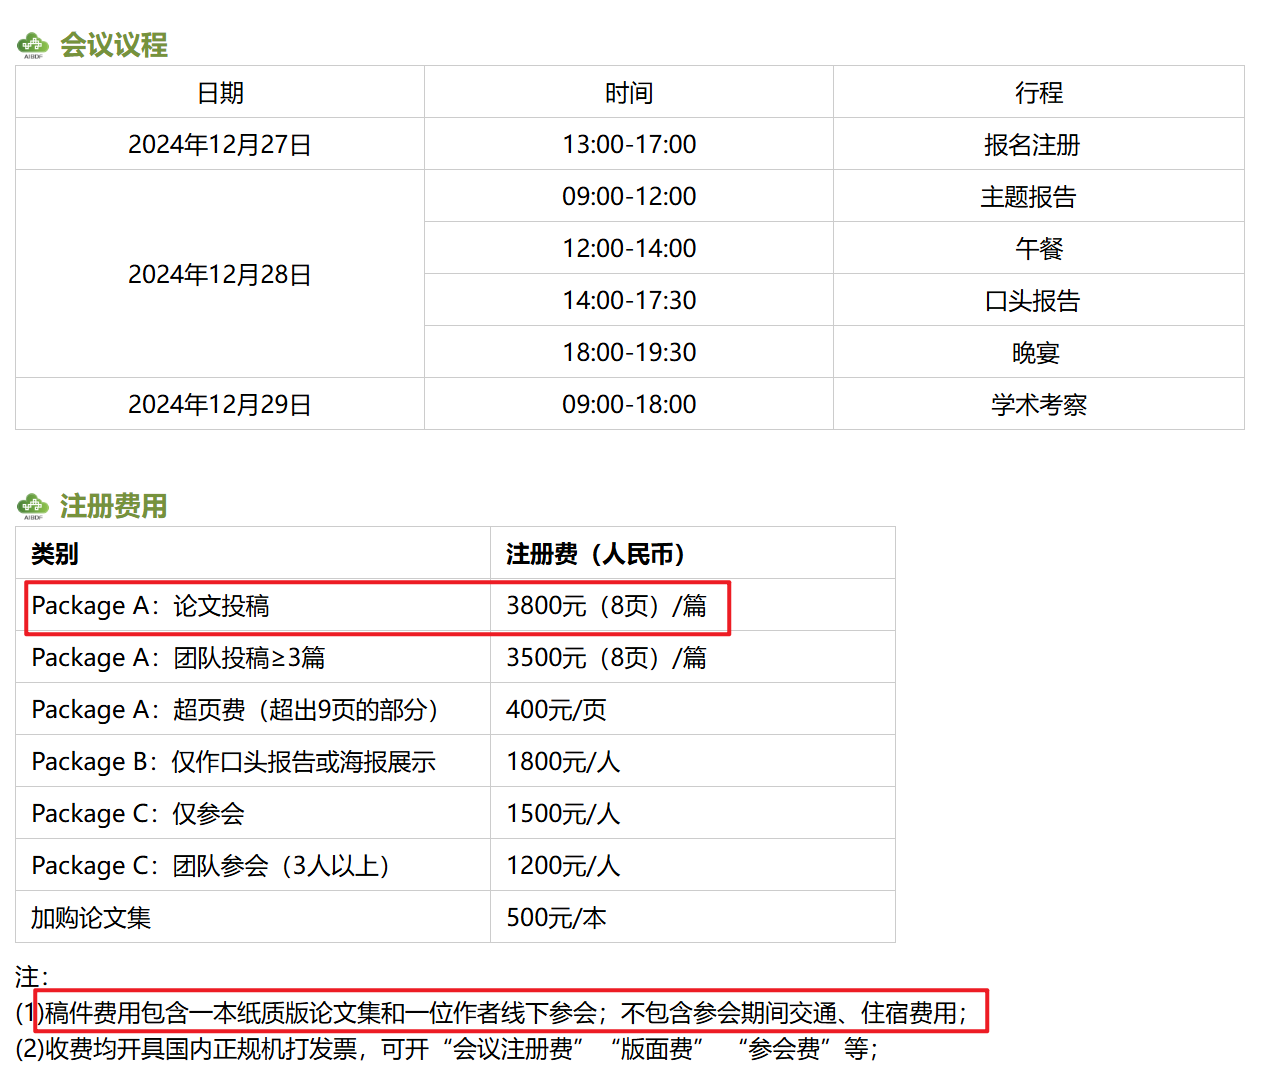 AIBDF 会议议程
日期 时间 行程
2024年12月27日 13:00-17:00 报名注册
2024年12月28日 09:00-12:00 主题报告
12:00-14:00 午餐
14:00-17:30 口头报告
18:00-19:30 晚宴
2024年12月29日 09:00-18:00 学术考察
AIBDF 注册费用
类别 注册费（人民币）
Package A：论文投稿 3800元（8页）/篇
Package A：团队投稿≥3篇 3500元（8页）/篇
Package A：超页费（超出9页的部分） 400元/页
Package B：仅作口头报告或海报展示 1800元/人
Package C：仅参会 1500元/人
Package C：团队参会（3人以上） 1200元/人
加购论文集 500元/本
注：
(1)稿件费用包含一本纸质版论文集和一位作者线下参会；不包含参会期间交通、住宿费用；
(2)收费均开具国内正规机打发票，可开“会议注册费”“版面费” “参会费”等；